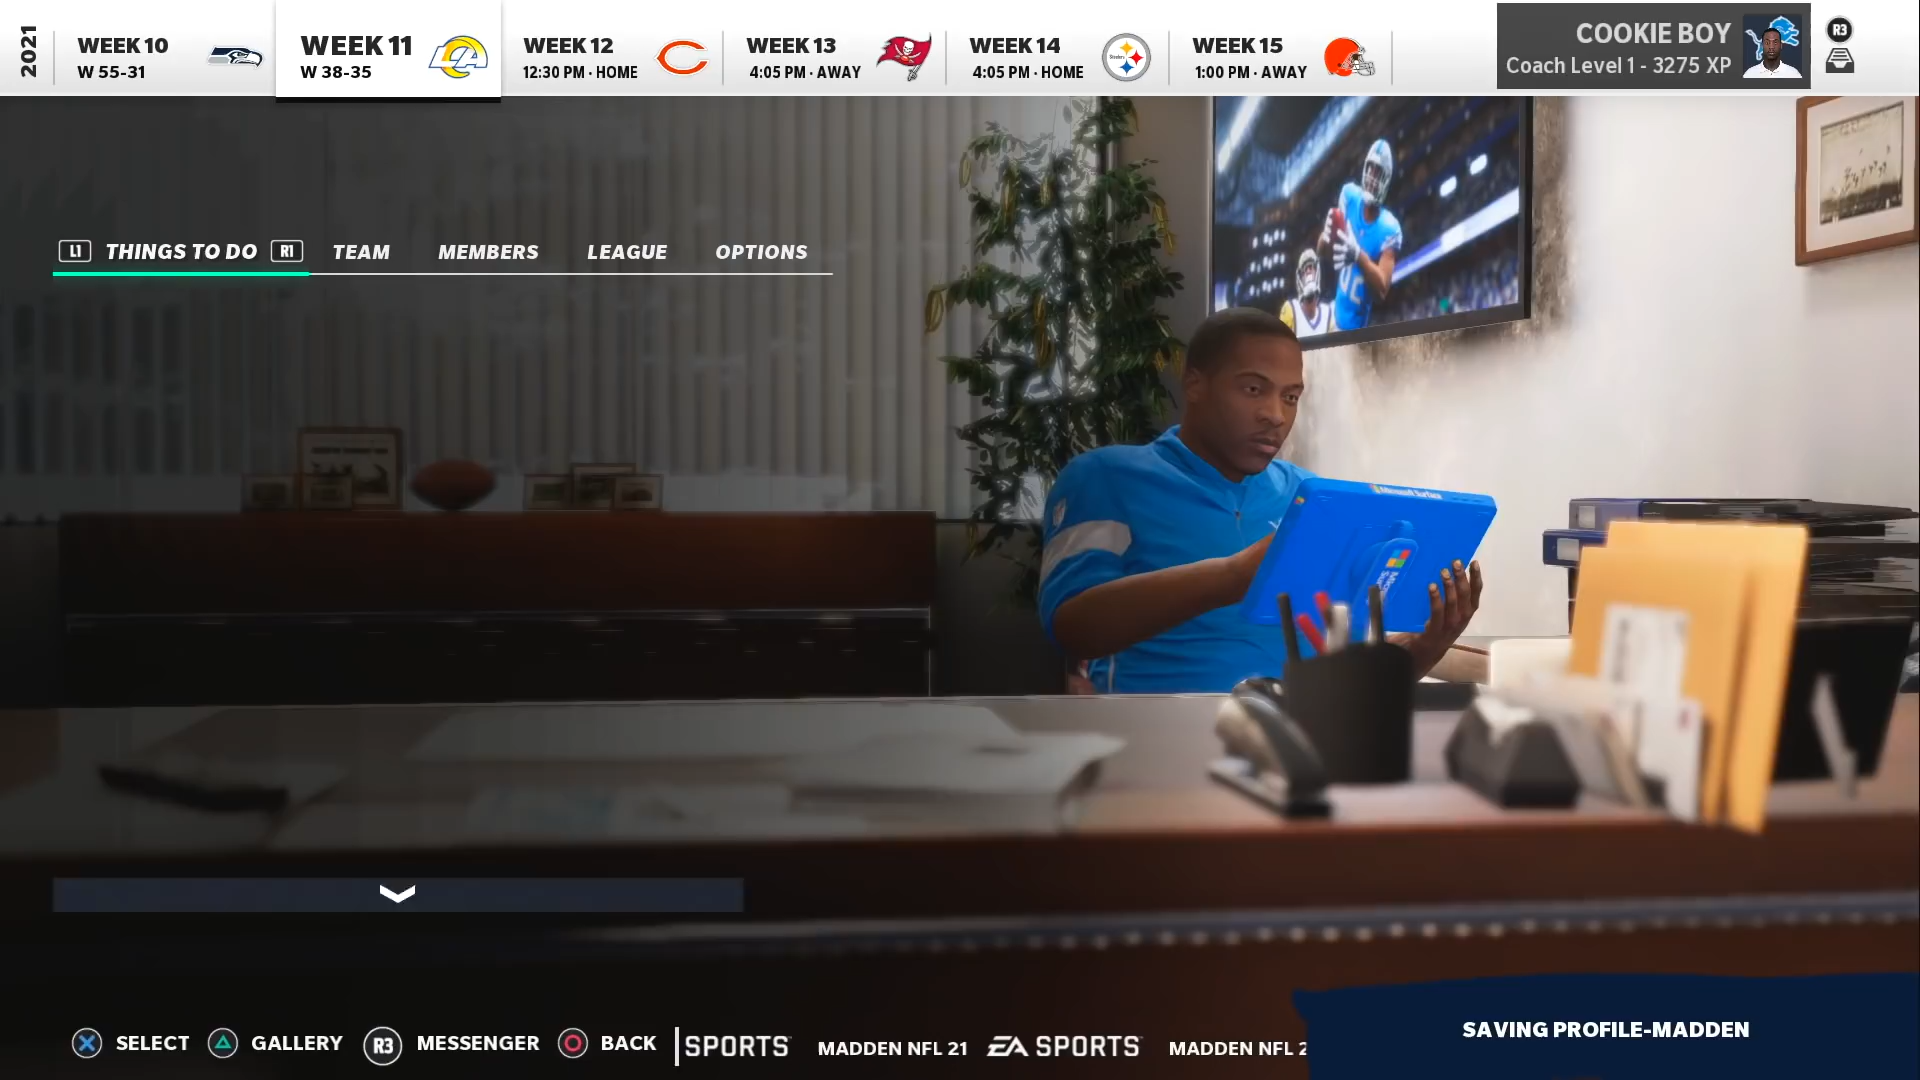 2021
WEEK 10
W 55-31
WEEK 11
W 38-35
WEEK 12
12:30 PM · HOME
WEEK 13
4:05 PM · AWAY
WEEK 14
4:05 PM · HOME
Steelers
WEEK 15
1:00 PM · AWAY
COOKIE BOY
Coach Level 1 - 3275 XP
R3
L1 THINGS TO DO R1 TEAM MEMBERS LEAGUE OPTIONS
Microsoft Surface
SELECT GALLERY R3 MESSENGER BACK SPORTS MADDEN NFL 21 EA SPORTS MADDEN NFL 2
SAVING PROFILE-MADDEN